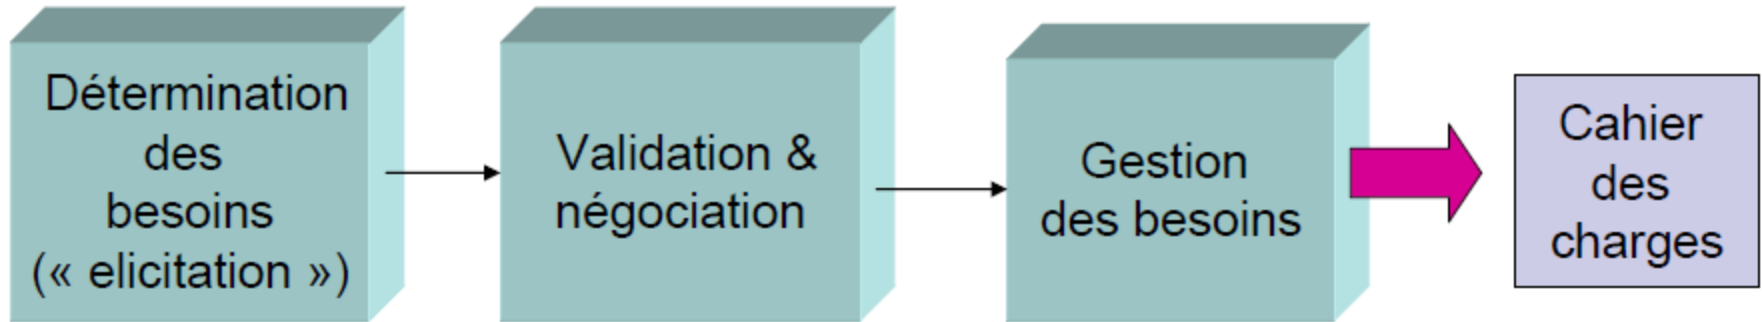 Détermination
des
besoins
(« elicitation »)
Validation &
négociation
Gestion
des besoins
Cahier
des
charges